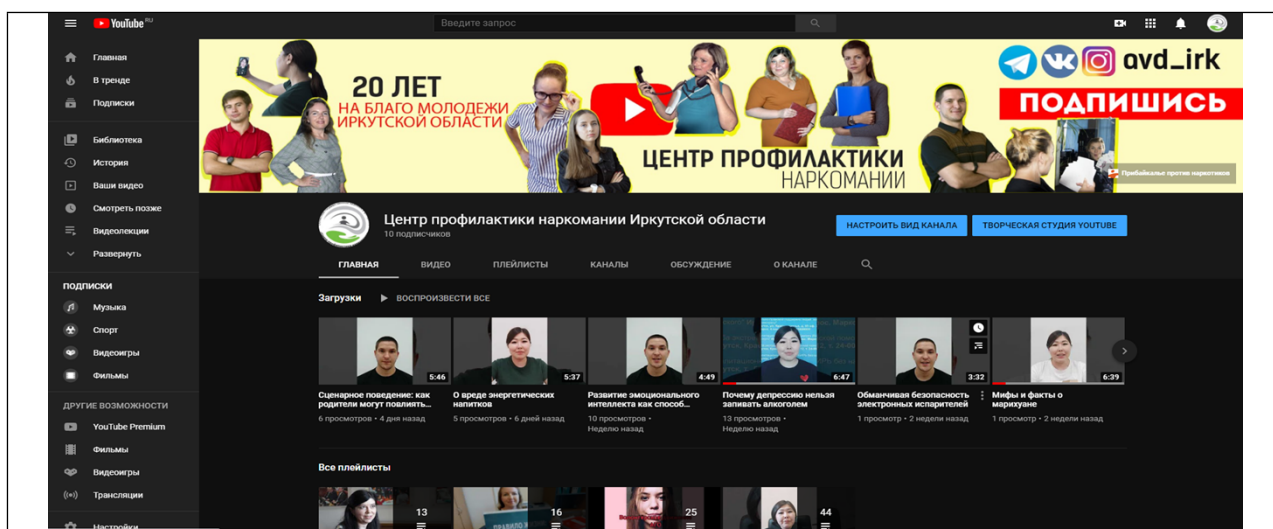 YouTube RU
Введите запрос
Главная
В тренде
Подписки
Библиотека
История
Ваши видео
Смотреть позже
Видеолекции
Развернуть
ПОДПИСКИ
Музыка
Спорт
Видеоигры
Фильмы
ДРУГИЕ ВОЗМОЖНОСТИ
YouTube Premium
Фильмы
Видеоигры
Трансляции
Настройки
20 ЛЕТ
НА БЛАГО МОЛОДЕЖИ
ИРКУТСКОЙ ОБЛАСТИ
ЦЕНТР ПРОФИЛАКТИКИ
НАРКОМАНИИ
avd_irk
ПОДПИШИСЬ
Прибайкалье против наркотиков
Центр профилактики наркомании Иркутской области
10 подписчиков
НАСТРОИТЬ ВИД КАНАЛА
ТВОРЧЕСКАЯ СТУДИЯ YOUTUBE
ГЛАВНАЯ ВИДЕО ПЛЕЙЛИСТЫ КАНАЛЫ ОБСУЖДЕНИЕ О КАНАЛЕ
Загрузки ВОСПРОИЗВЕСТИ ВСЕ
5:46
Сценарное поведение: как
родители могут повлиять...
6 просмотров • 4 дня назад
5:37
О вреде энергетических
напитков
5 просмотров • 6 дней назад
4:49
Развитие эмоционального
интеллекта как способ...
10 просмотров •
Неделю назад
6:47
Почему депрессию нельзя
запивать алкоголем
13 просмотров •
Неделю назад
3:32
Обманчивая безопасность
электронных испарителей
1 просмотр • 2 недели назад
6:39
Мифы и факты о
марихуане
1 просмотр • 2 недели назад
Все плейлисты
13
16
25
44